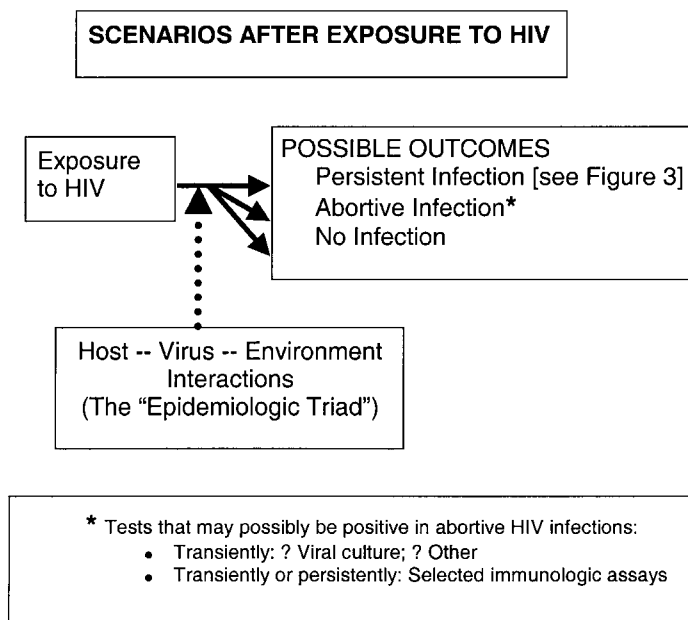 SCENARIOS AFTER EXPOSURE TO HIV
Exposure
to HIV
POSSIBLE OUTCOMES
Persistent Infection [see Figure 3]
Abortive Infection*
No Infection
Host -- Virus -- Environment
Interactions
(The “Epidemiologic Triad”)
* Tests that may possibly be positive in abortive HIV infections:
• Transiently: ? Viral culture; ? Other
• Transiently or persistently: Selected immunologic assays